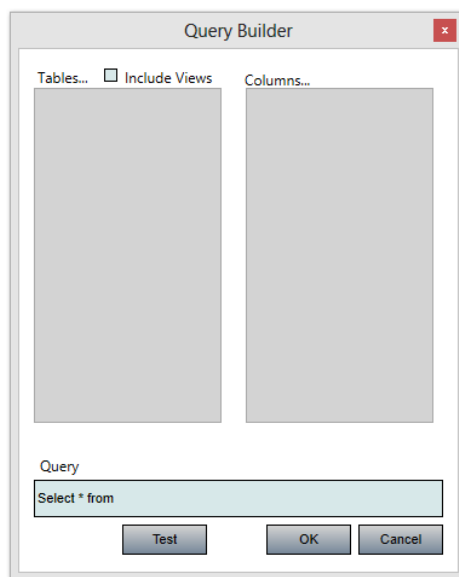 Query Builder
x
Tables... Include Views Columns...
Query
Select * from
Test OK Cancel